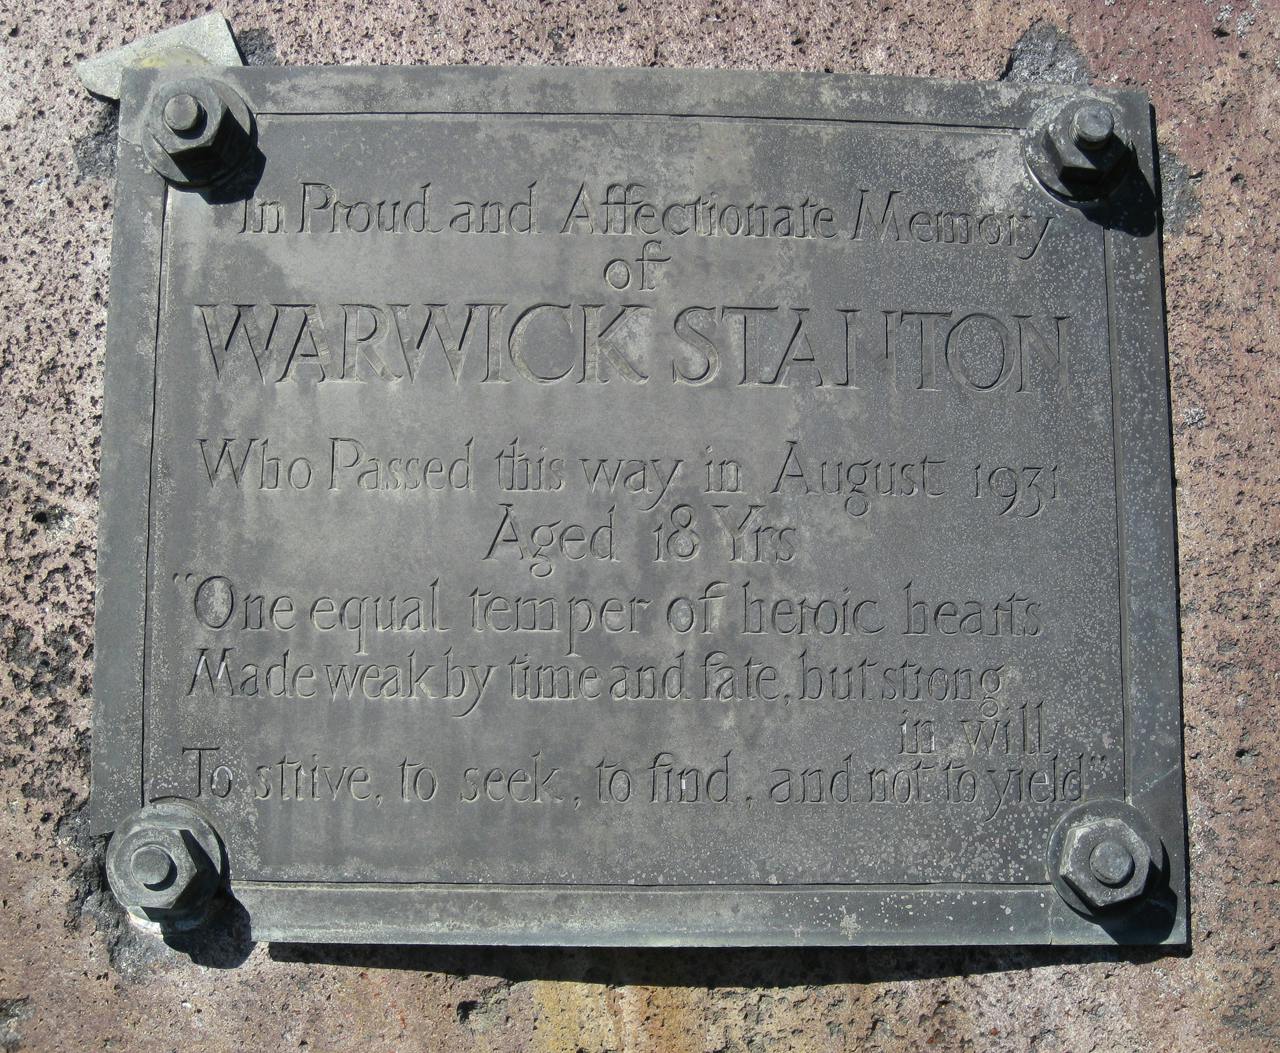 In Proud and Affectionate Memory
of
WARWICK STANTON
Who Passed this way in August 1931
Aged 18 Yrs
"One equal temper of heroic hearts
Made weak by time and fate, but strong
in will
To strive, to seek, to find, and not to yield"